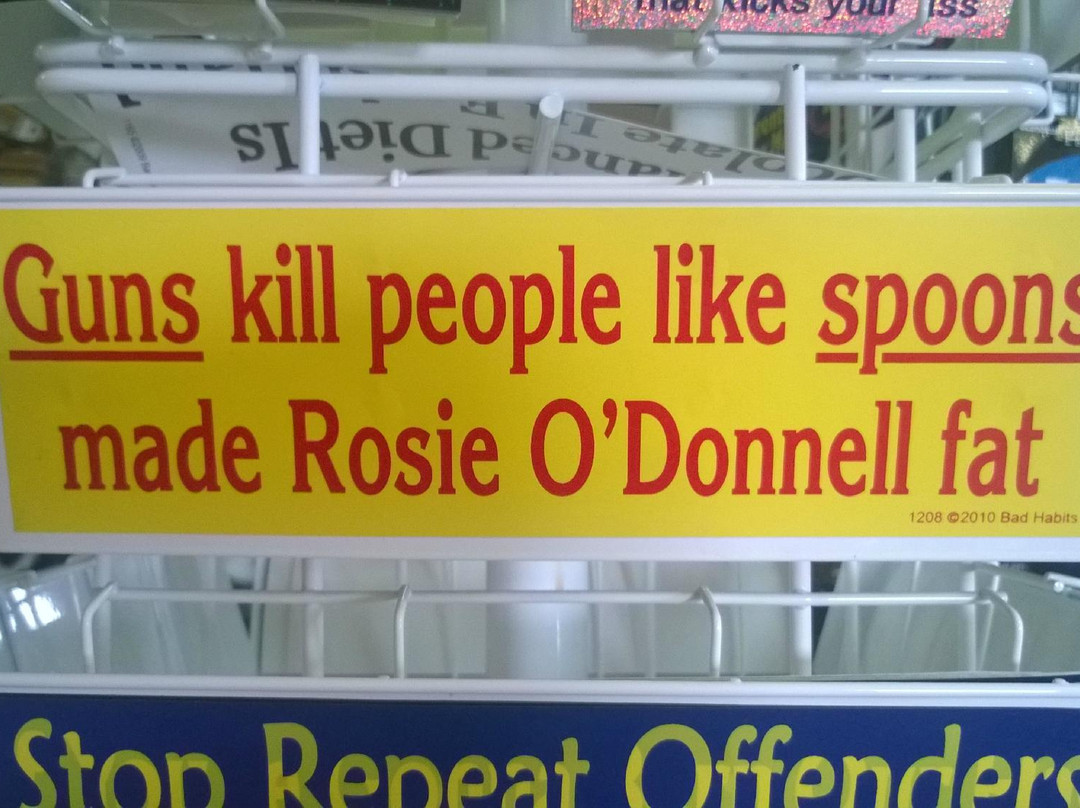 that kicks your
Guns kill people like spoons
made Rosie O'Donnell fat
1208 ©2010 Bad Habits
Stop Repeat Offenders